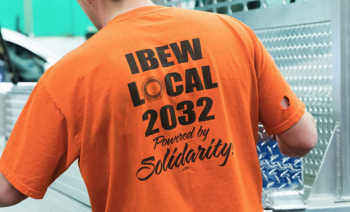 IBEW
LOCAL
2032
Powered by
Solidarity.